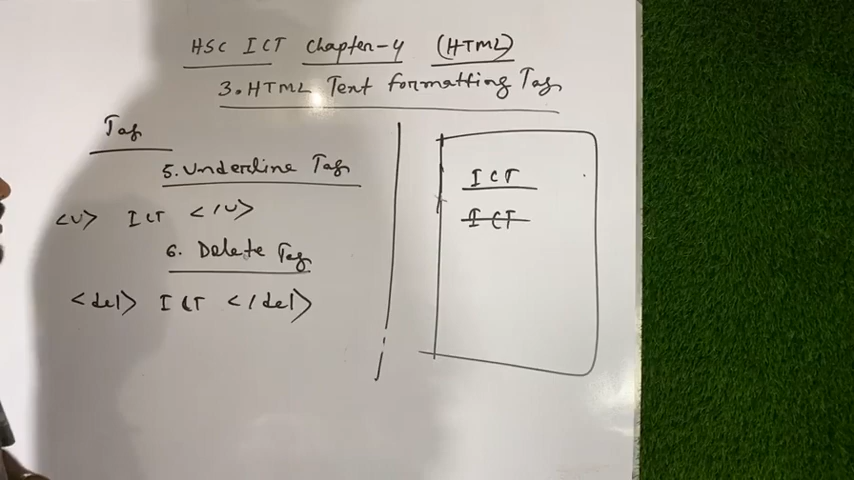 HSC ICT Chapter-4 (HTML)
3. HTML Text formatting Tag
Tag
5. Underline Tag
<u> ICT </u>
6. Delete Tag
<del> ICT </del>
ICT
ICT